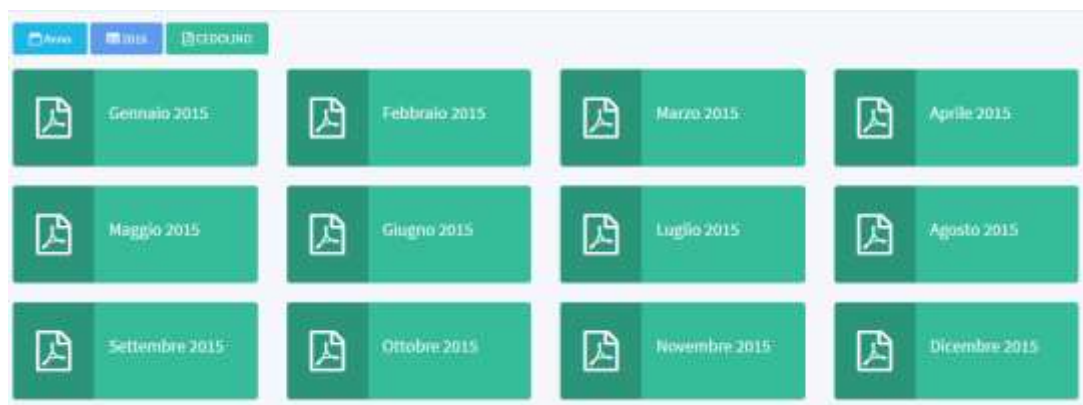 Anno 2015 CEDOLINO
Gennaio 2015 Febbraio 2015 Marzo 2015 Aprile 2015
Maggio 2015 Giugno 2015 Luglio 2015 Agosto 2015
Settembre 2015 Ottobre 2015 Novembre 2015 Dicembre 2015